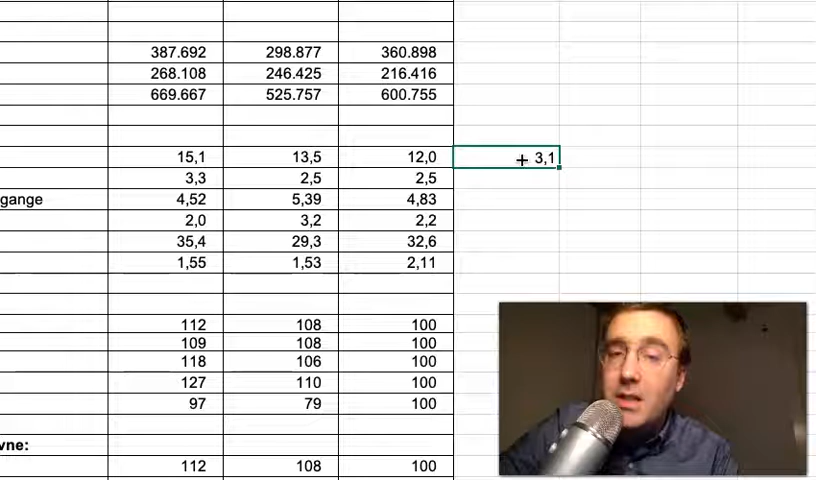 387.692 298.877 360.898
268.108 246.425 216.416
669.667 525.757 600.755
15,1 13,5 12,0 3,1
3,3 2,5 2,5
gange 4,52 5,39 4,83
2,0 3,2 2,2
35,4 29,3 32,6
1,55 1,53 2,11
112 108 100
109 108 100
118 106 100
127 110 100
97 79 100
vne:
112 108 100